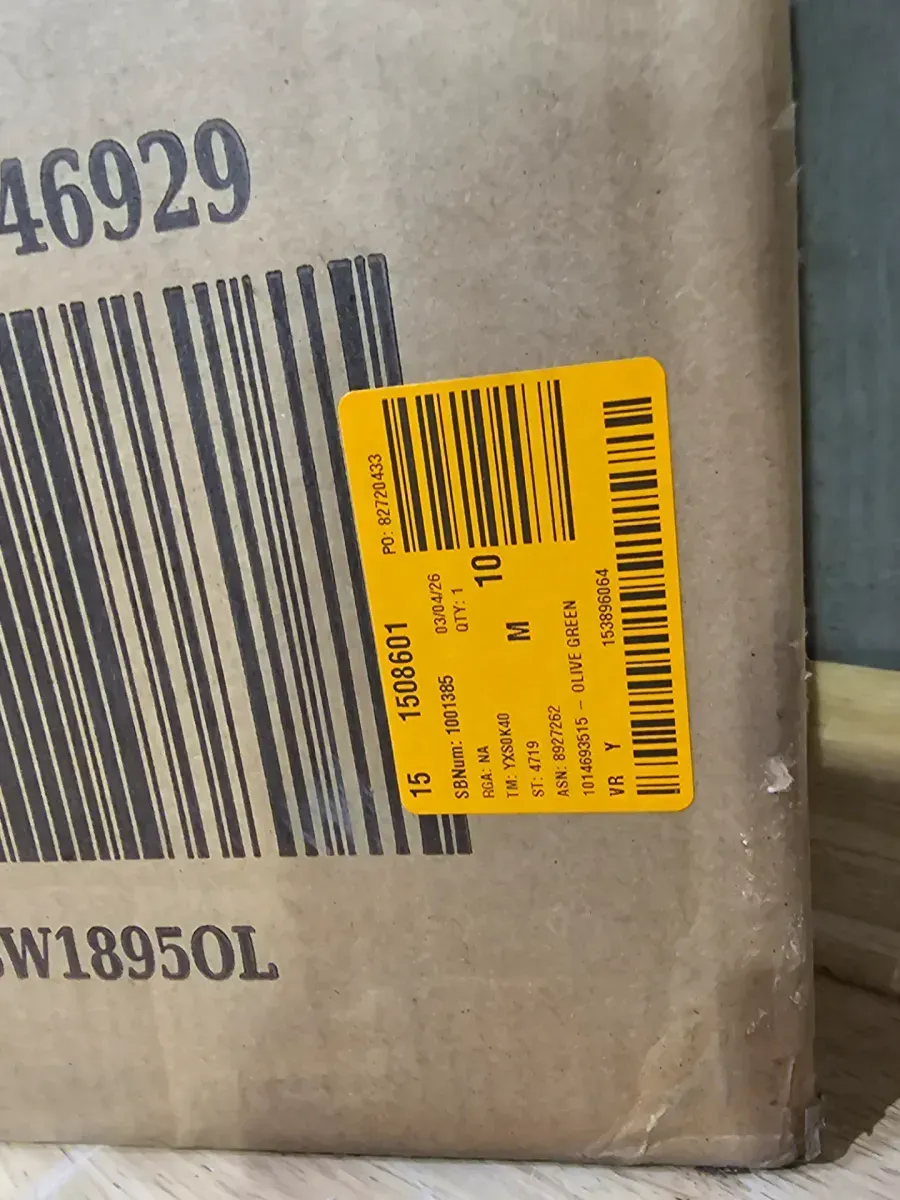 46929
PO: 82720433
15 1508601
SBNum: 1001385 03/04/26
RGA: NA QTY: 1
TM: YXS0K40 10
ST: 4719 M
ASN: 8927262
1014693515 – OLIVE GREEN
VR Y 153896064
W1895OL